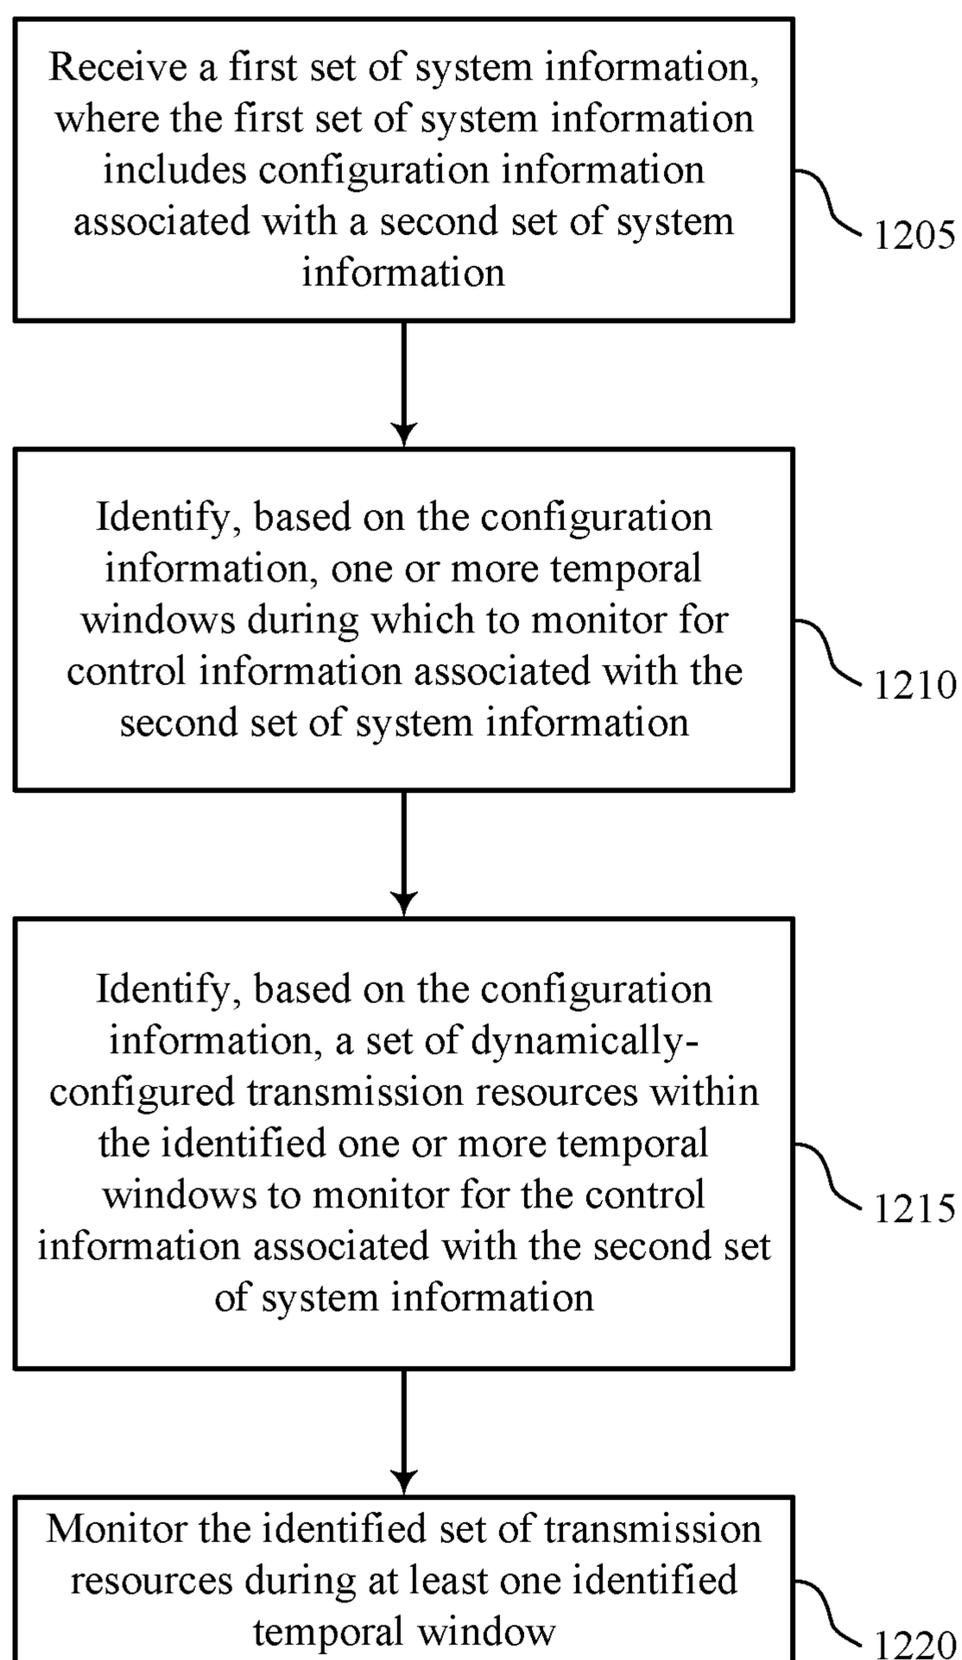 Receive a first set of system information,
where the first set of system information
includes configuration information
associated with a second set of system
information
1205
Identify, based on the configuration
information, one or more temporal
windows during which to monitor for
control information associated with the
second set of system information
1210
Identify, based on the configuration
information, a set of dynamically-
configured transmission resources within
the identified one or more temporal
windows to monitor for the control
information associated with the second set
of system information
1215
Monitor the identified set of transmission
resources during at least one identified
temporal window
1220